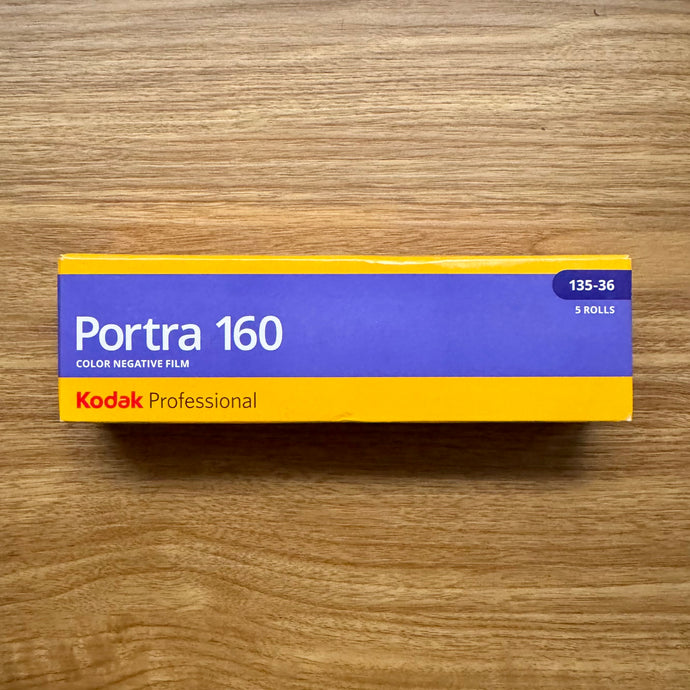 135-36
5 ROLLS
Portra 160
COLOR NEGATIVE FILM
Kodak Professional